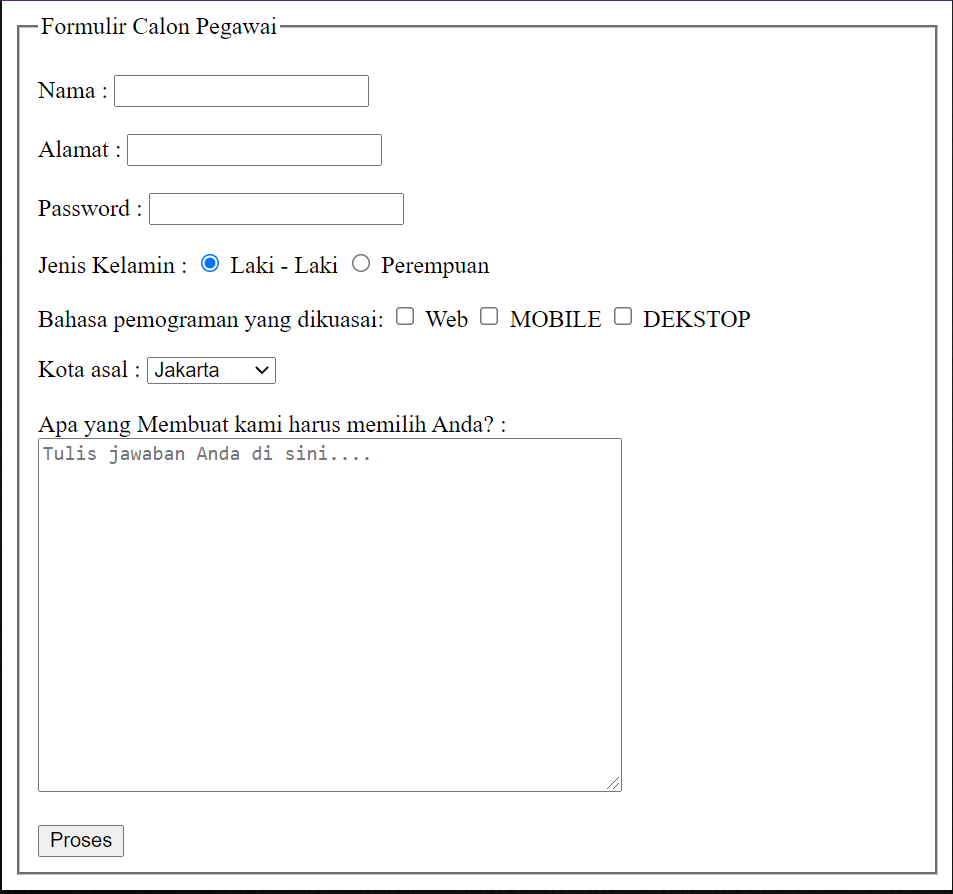 Formulir Calon Pegawai
Nama :
Alamat :
Password :
Jenis Kelamin : Laki - Laki Perempuan
Bahasa pemograman yang dikuasai: Web MOBILE DEKSTOP
Kota asal : Jakarta
Apa yang Membuat kami harus memilih Anda? :
Tulis jawaban Anda di sini....
Proses